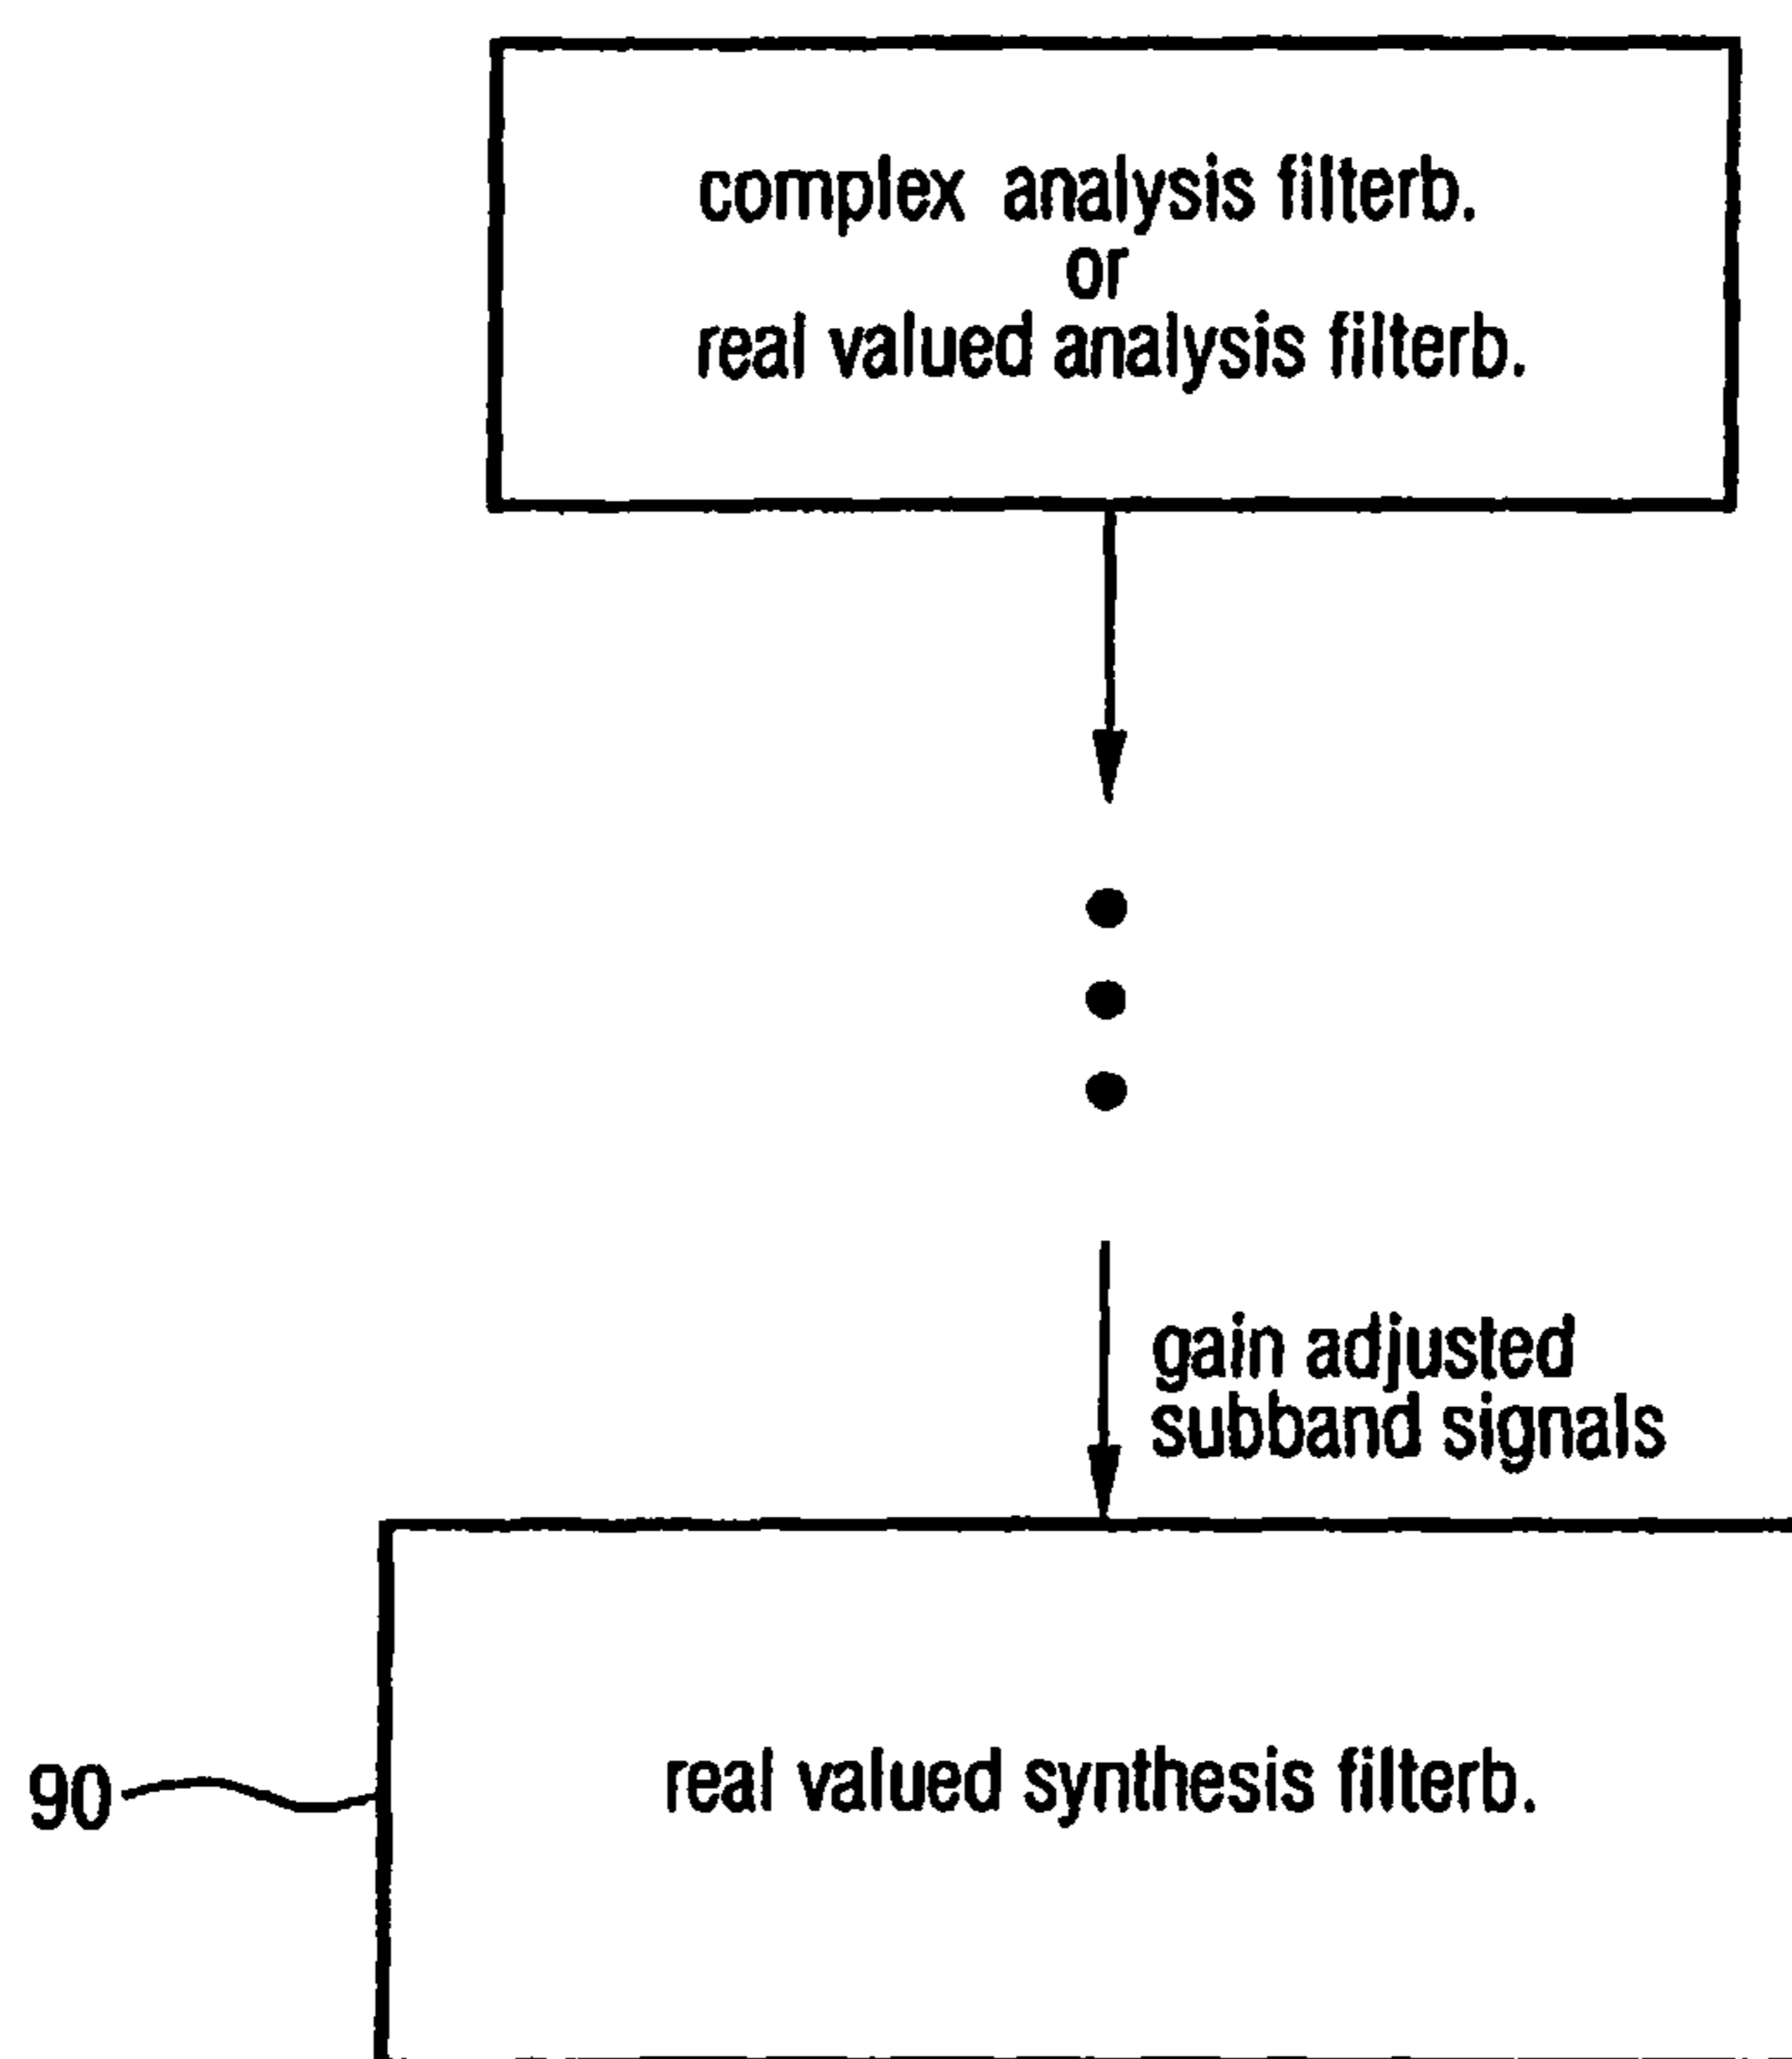 complex analysis filterb.
or
real valued analysis filterb.
gain adjusted
subband signals
90
real valued synthesis filterb.